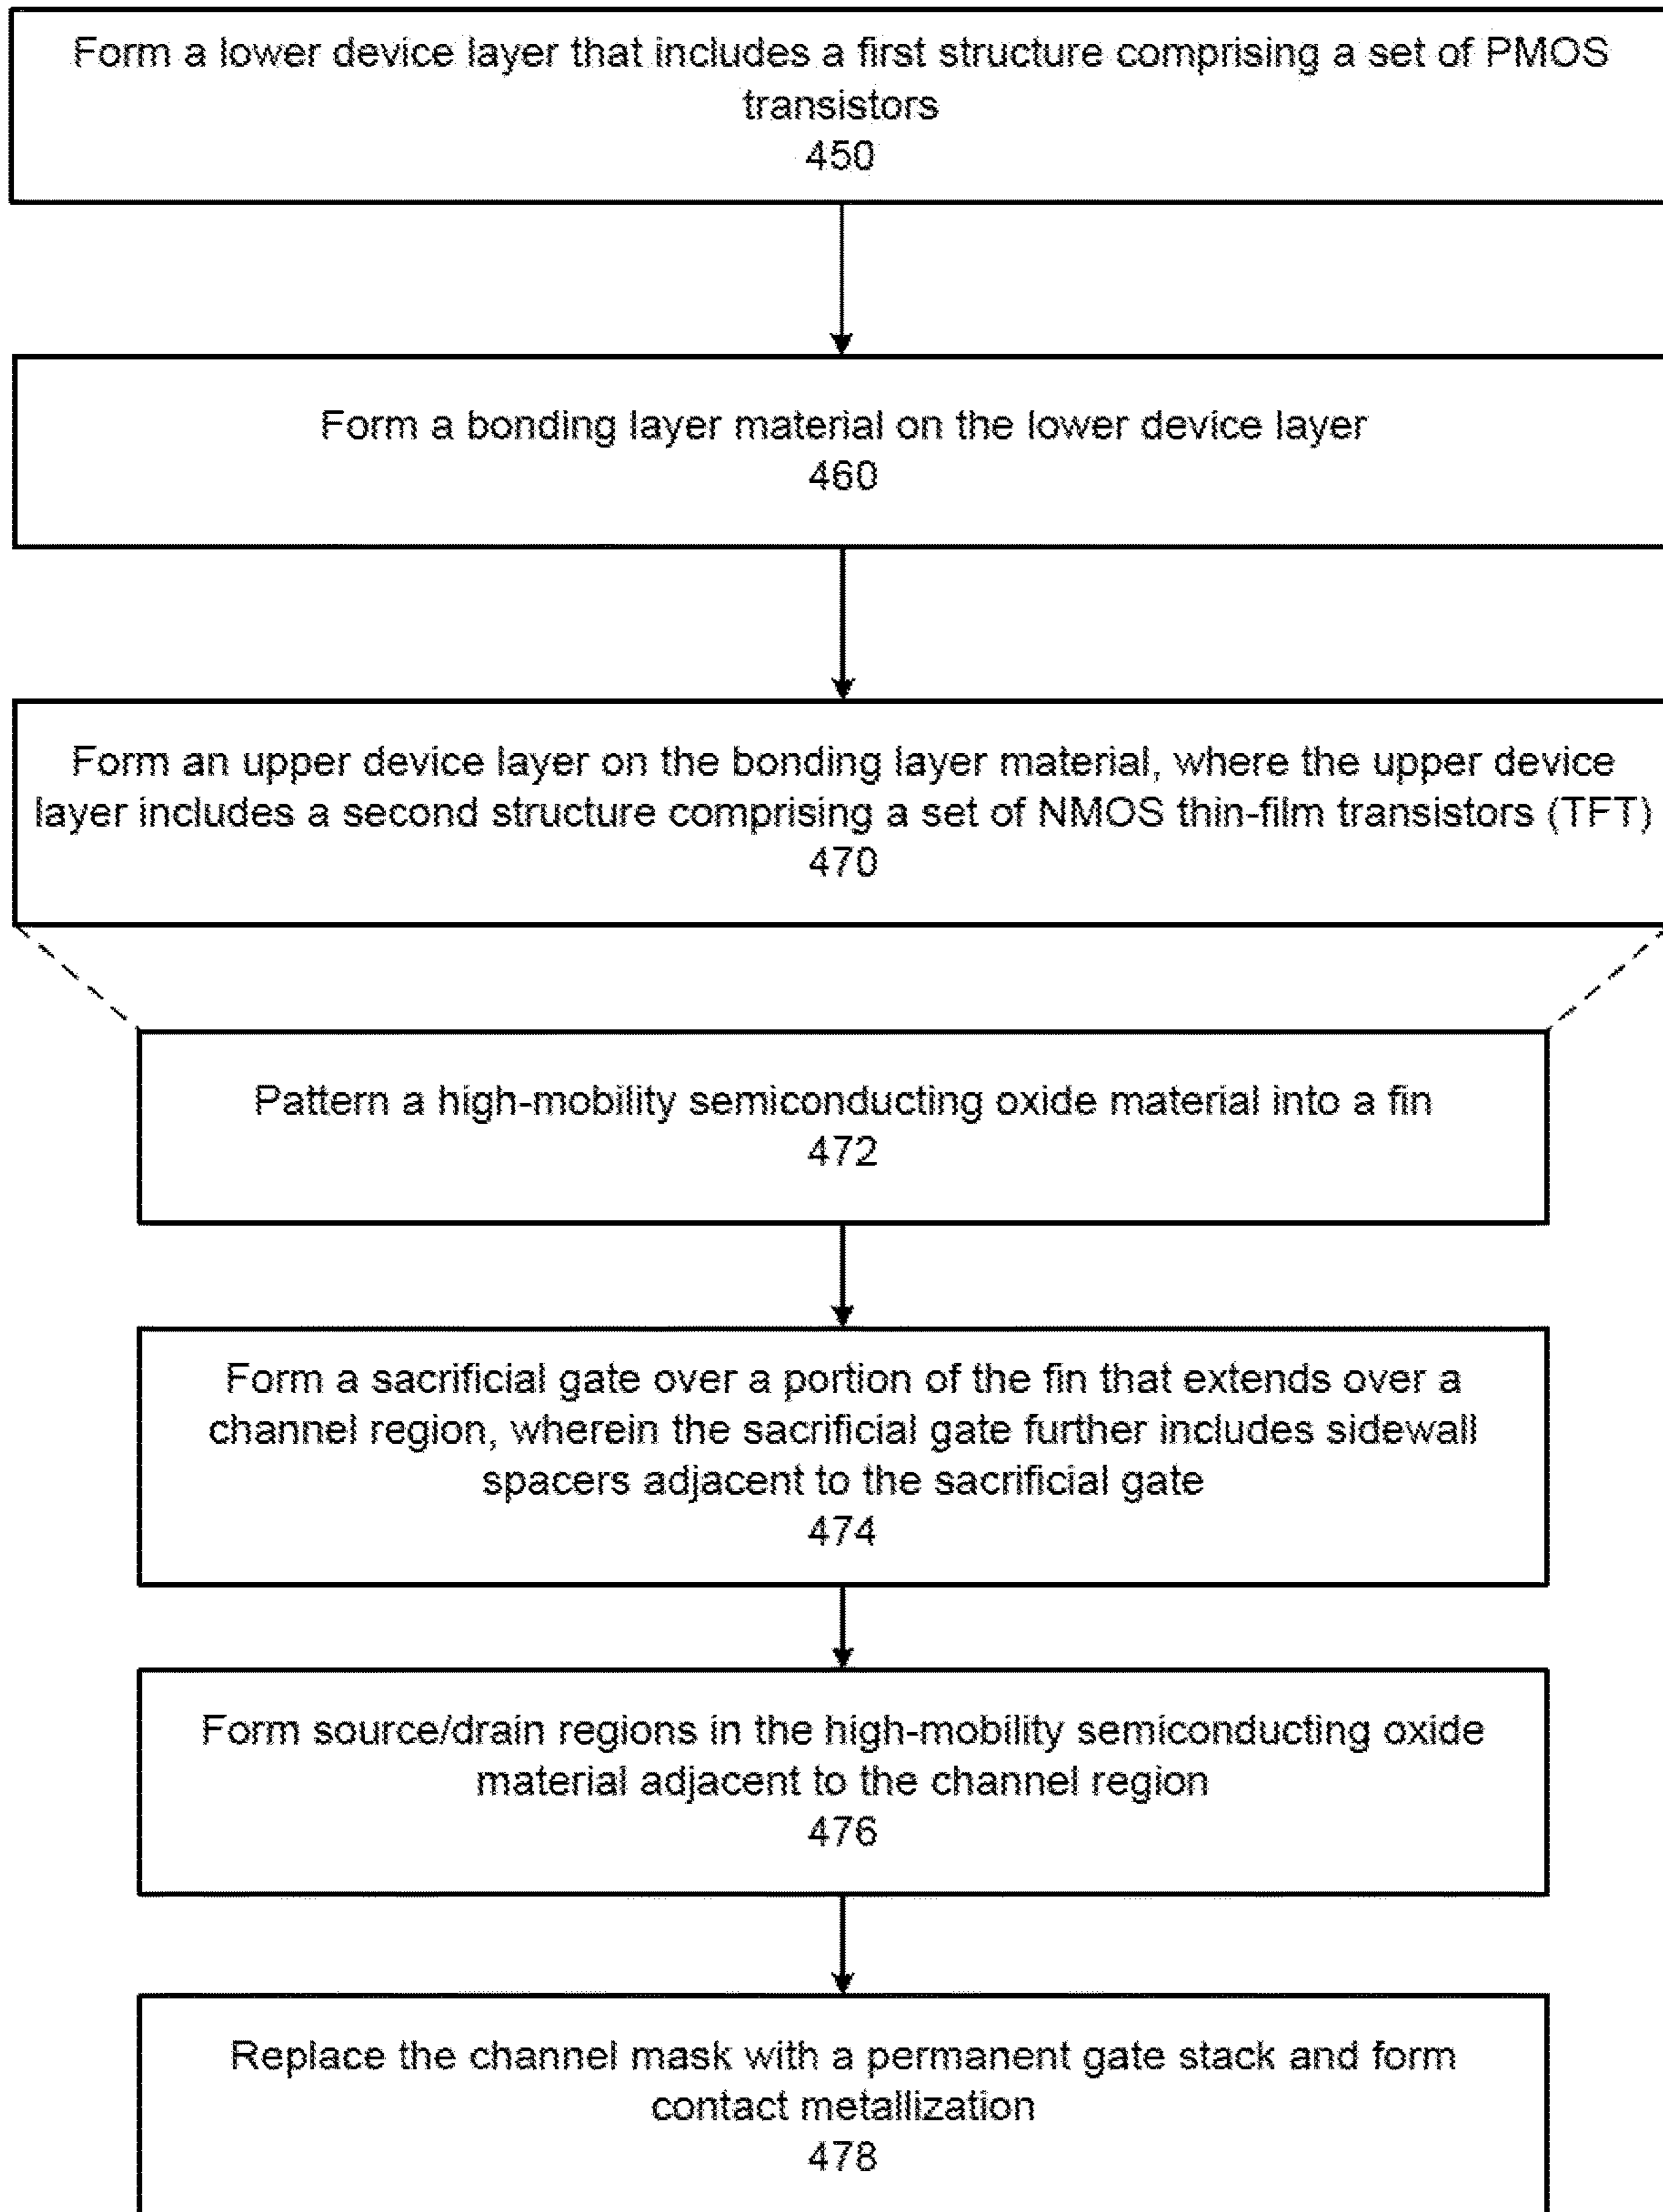 Form a lower device layer that includes a first structure comprising a set of PMOS
transistors
450
Form a bonding layer material on the lower device layer
460
Form an upper device layer on the bonding layer material, where the upper device
layer includes a second structure comprising a set of NMOS thin-film transistors (TFT)
470
Pattern a high-mobility semiconducting oxide material into a fin
472
Form a sacrificial gate over a portion of the fin that extends over a
channel region, wherein the sacrificial gate further includes sidewall
spacers adjacent to the sacrificial gate
474
Form source/drain regions in the high-mobility semiconducting oxide
material adjacent to the channel region
476
Replace the channel mask with a permanent gate stack and form
contact metallization
478